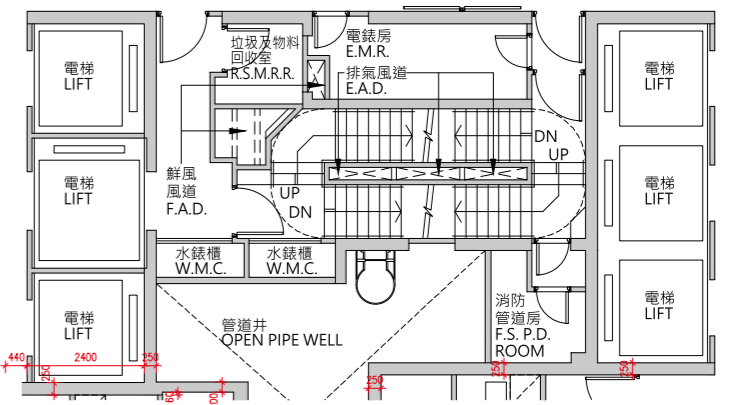 電梯
LIFT
垃圾及物料
回收室
R.S.M.R.R.
電錶房
E.M.R.
排氣風道
E.A.D.
電梯
LIFT
DN
UP
電梯
LIFT
鮮風
風道
F.A.D.
UP
DN
電梯
LIFT
水錶櫃
W.M.C.
水錶櫃
W.M.C.
電梯
LIFT
管道井
OPEN PIPE WELL
消防
管道房
F.S. P.D.
ROOM
電梯
LIFT
440
2400
250
250
250
250
250